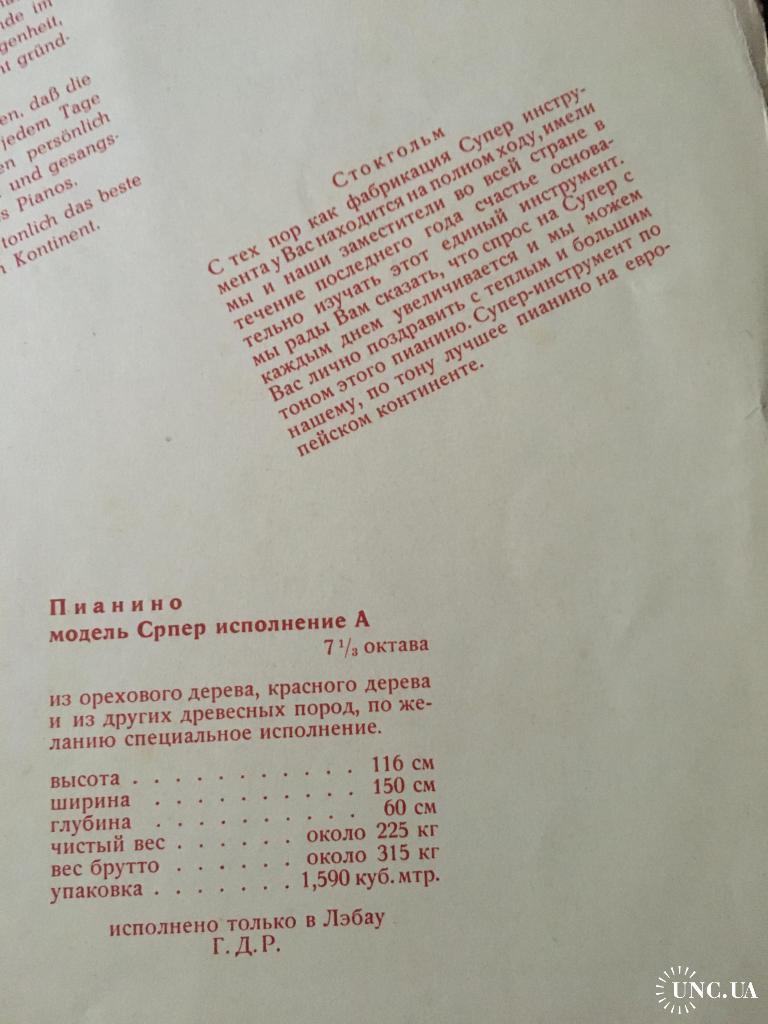 nde im
genheit,
nt gründ-
en, daß die
jedem Tage
en persönlich
und gesangs-
s Pianos.
tonlich das beste
n Kontinent.
Стокгольм
С тех пор как фабрикация Супер инстру-
мента у Вас находится на полном ходу, имели
мы и наши заместители во всей стране в
течение последнего года счастье основа-
тельно изучать этот единый инструмент.
мы рады Вам сказать, что спрос на Супер с
каждым днем увеличивается и мы можем
Вас лично поздравить с теплым и большим
тоном этого пианино. Супер-инструмент по
нашему, по тону лучшее пианино на евро-
пейском континенте.
Пианино
модель Српер исполнение А
7 1/3 октава
из орехового дерева, красного дерева
и из других древесных пород, по же-
ланию специальное исполнение.
высота . . . . . . . . . . . 116 см
ширина . . . . . . . . . . 150 см
глубина . . . . . . . . . . 60 см
чистый вес . . . . . . около 225 кг
вес брутто . . . . . . около 315 кг
упаковка . . . . . . . 1,590 куб. мтр.
исполнено только в Лэбау
Г. Д. Р.
UNC.UA